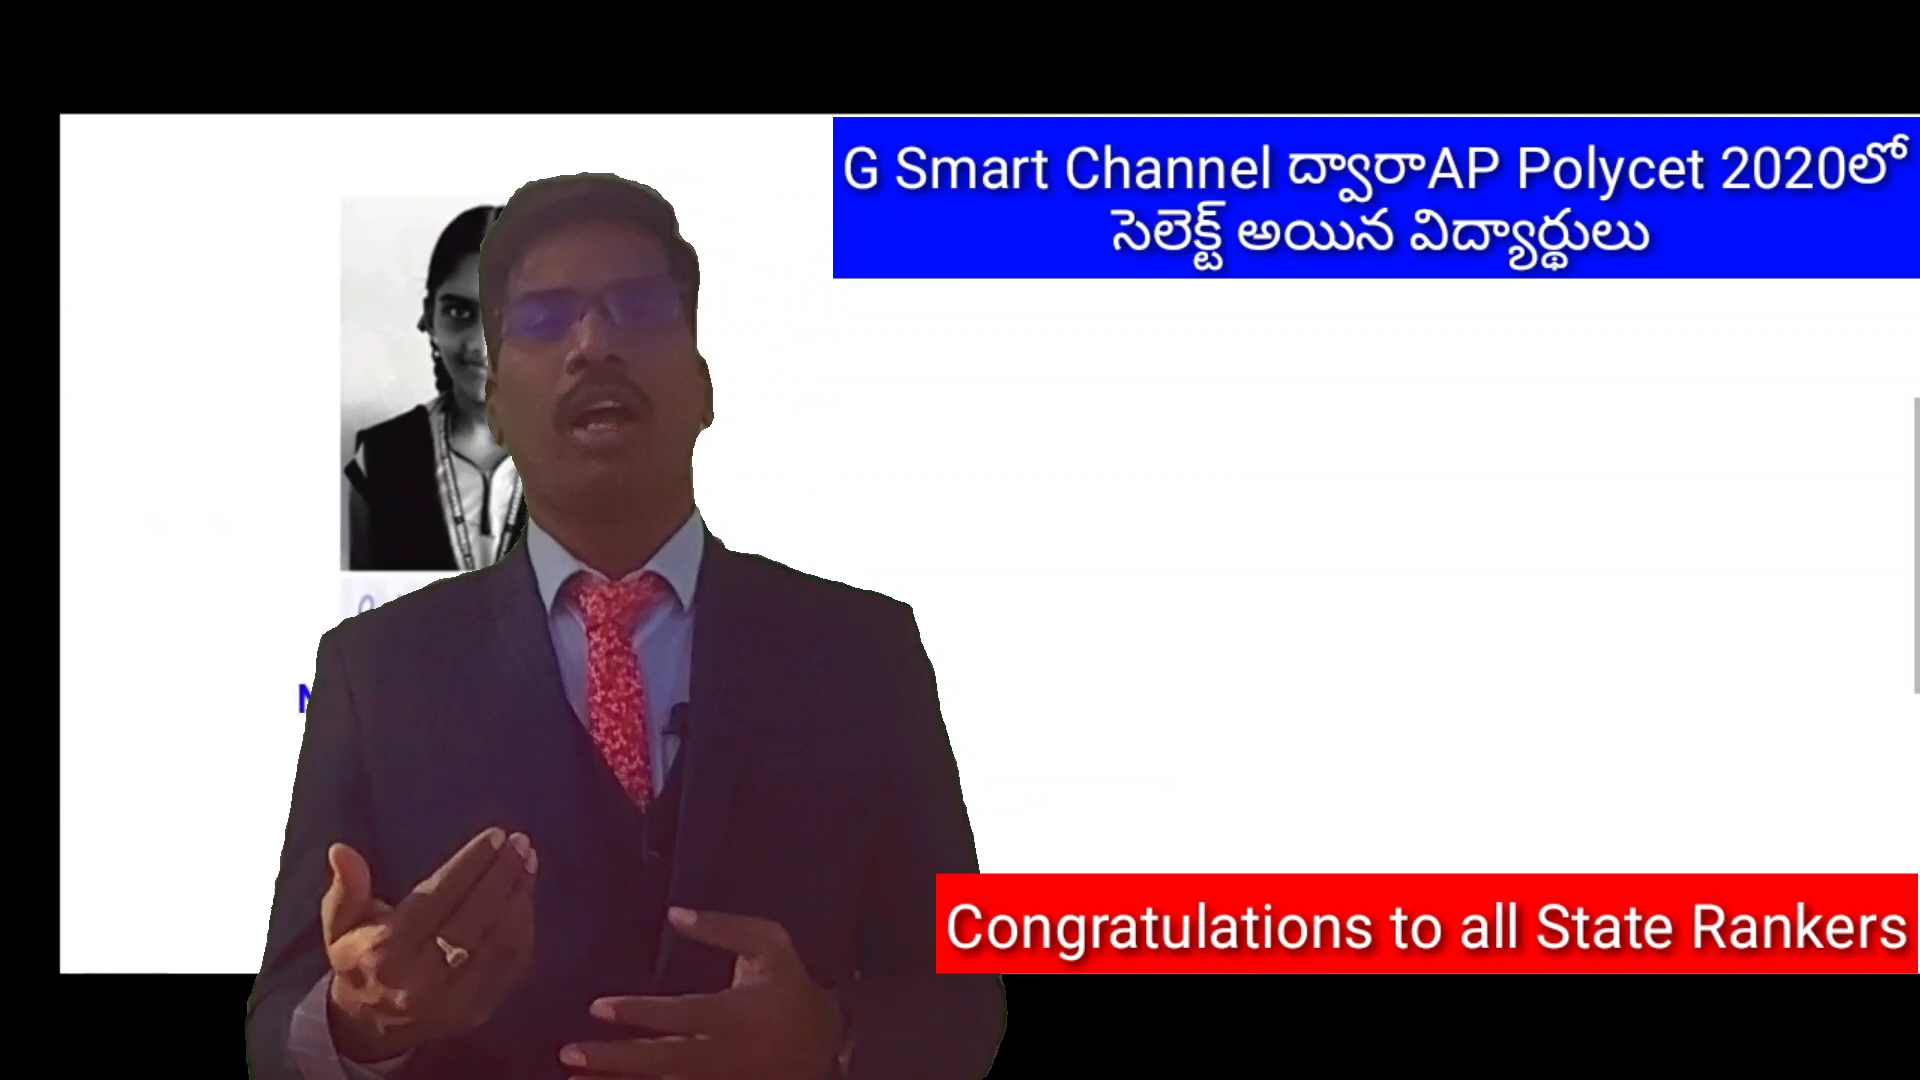 G Smart Channel ద్వారాAP Polycet 2020లో
సెలెక్ట్ అయిన విద్యార్థులు
N
Congratulations to all State Rankers